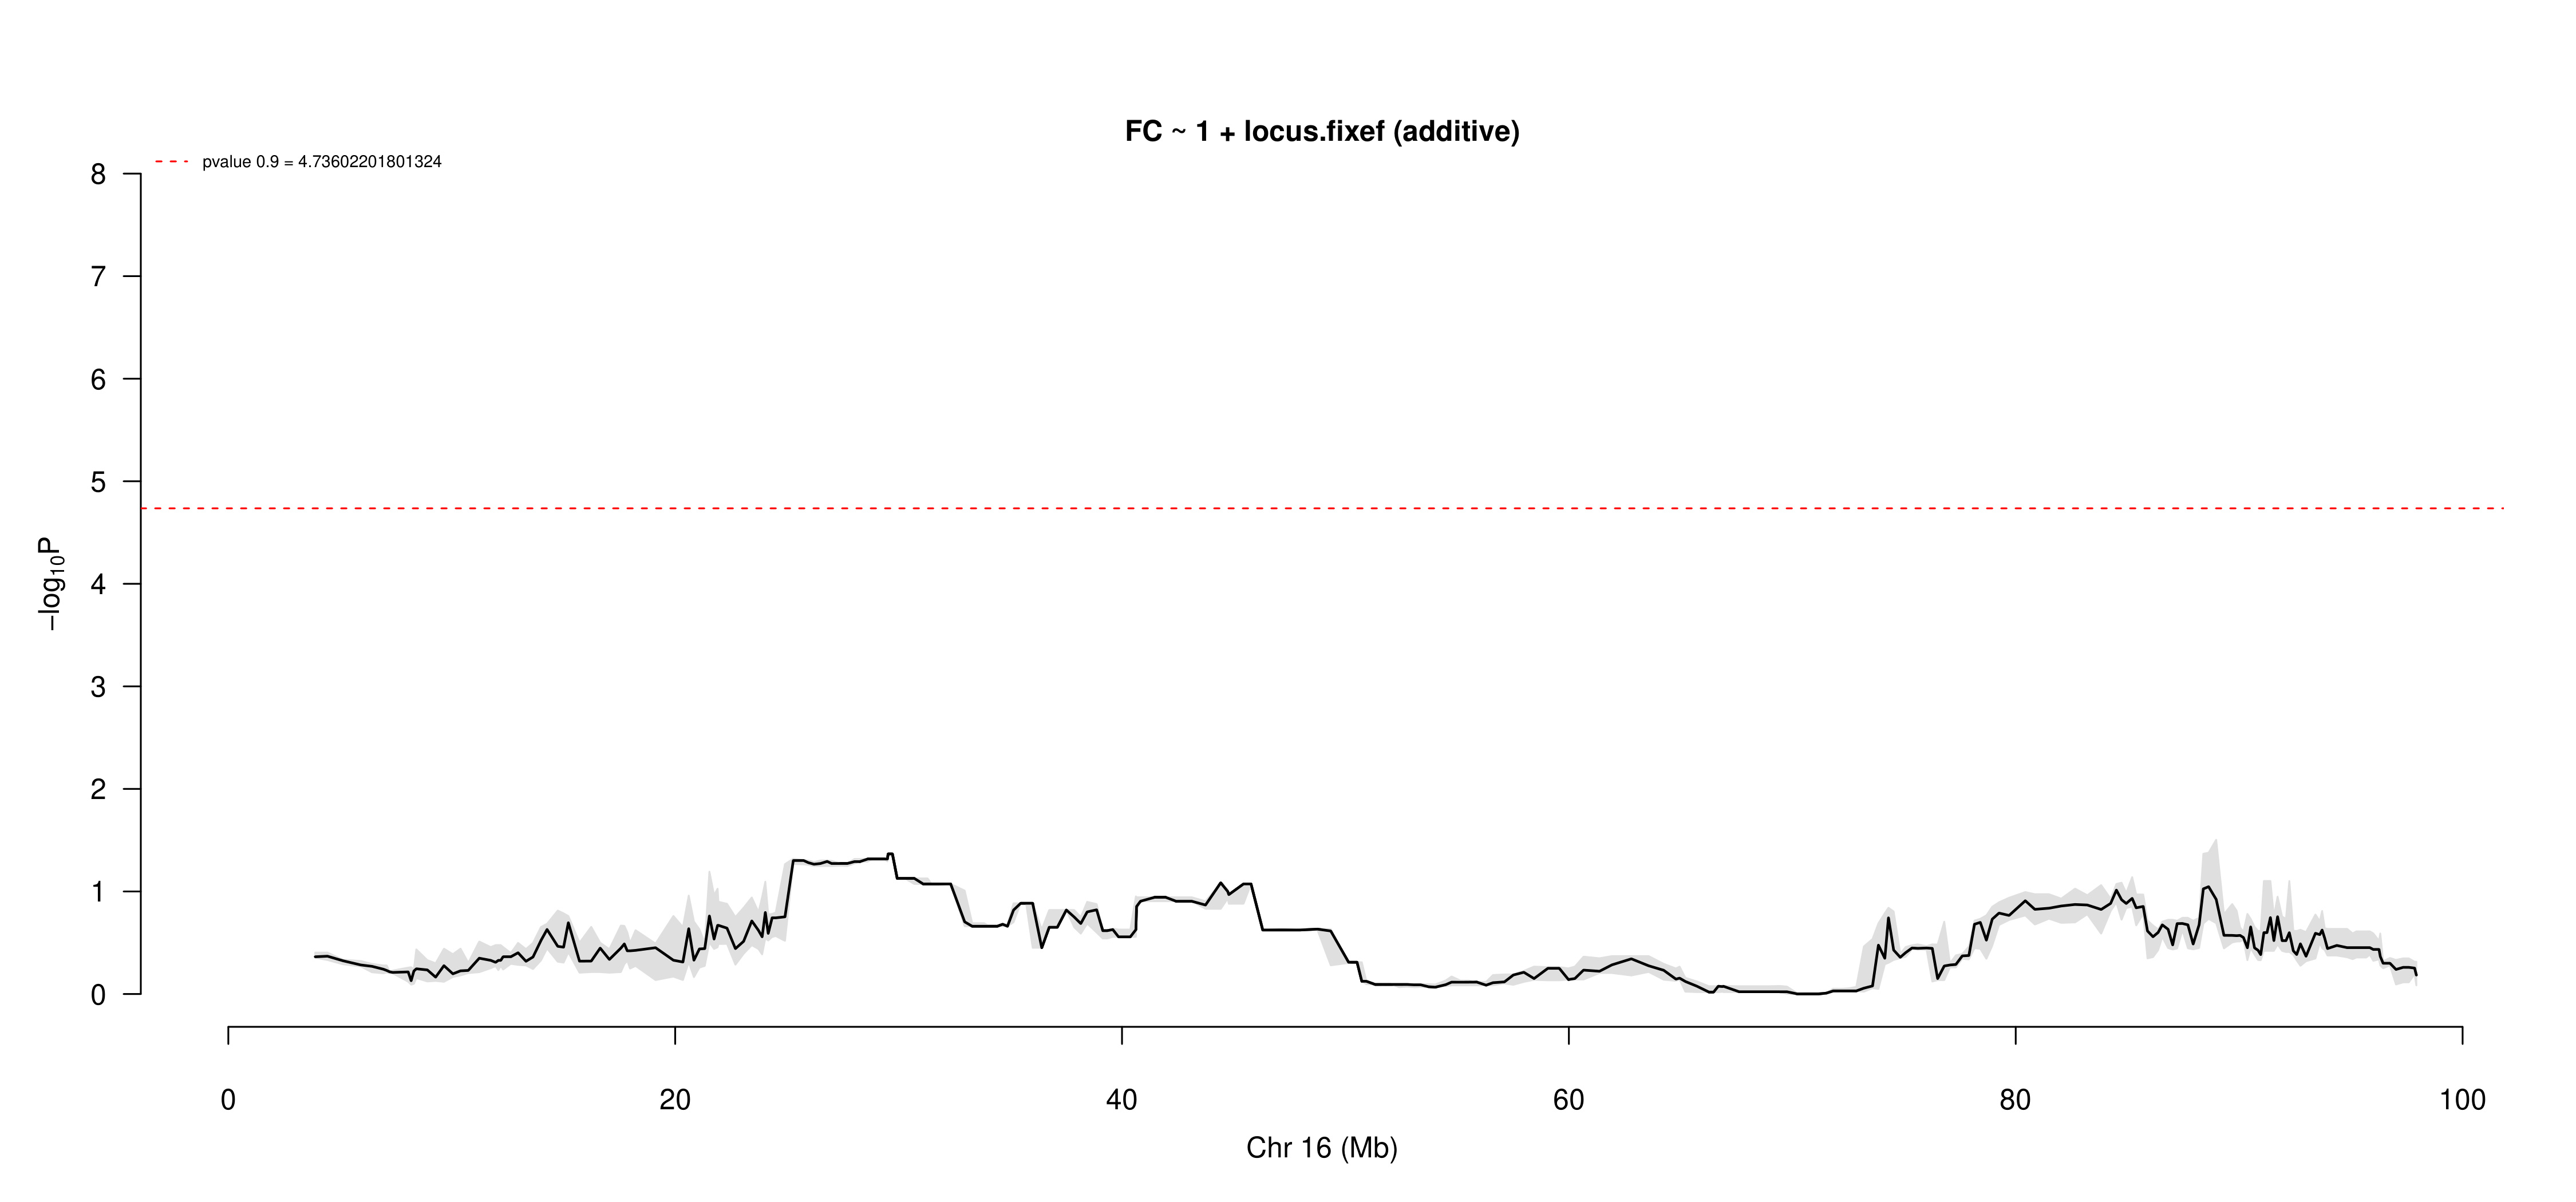 FC ~ 1 + locus.fixef (additive)
pvalue 0.9 = 4.73602201801324
8
7
6
5
4
3
2
1
0
−log10P
0 20 40 60 80 100
Chr 16 (Mb)